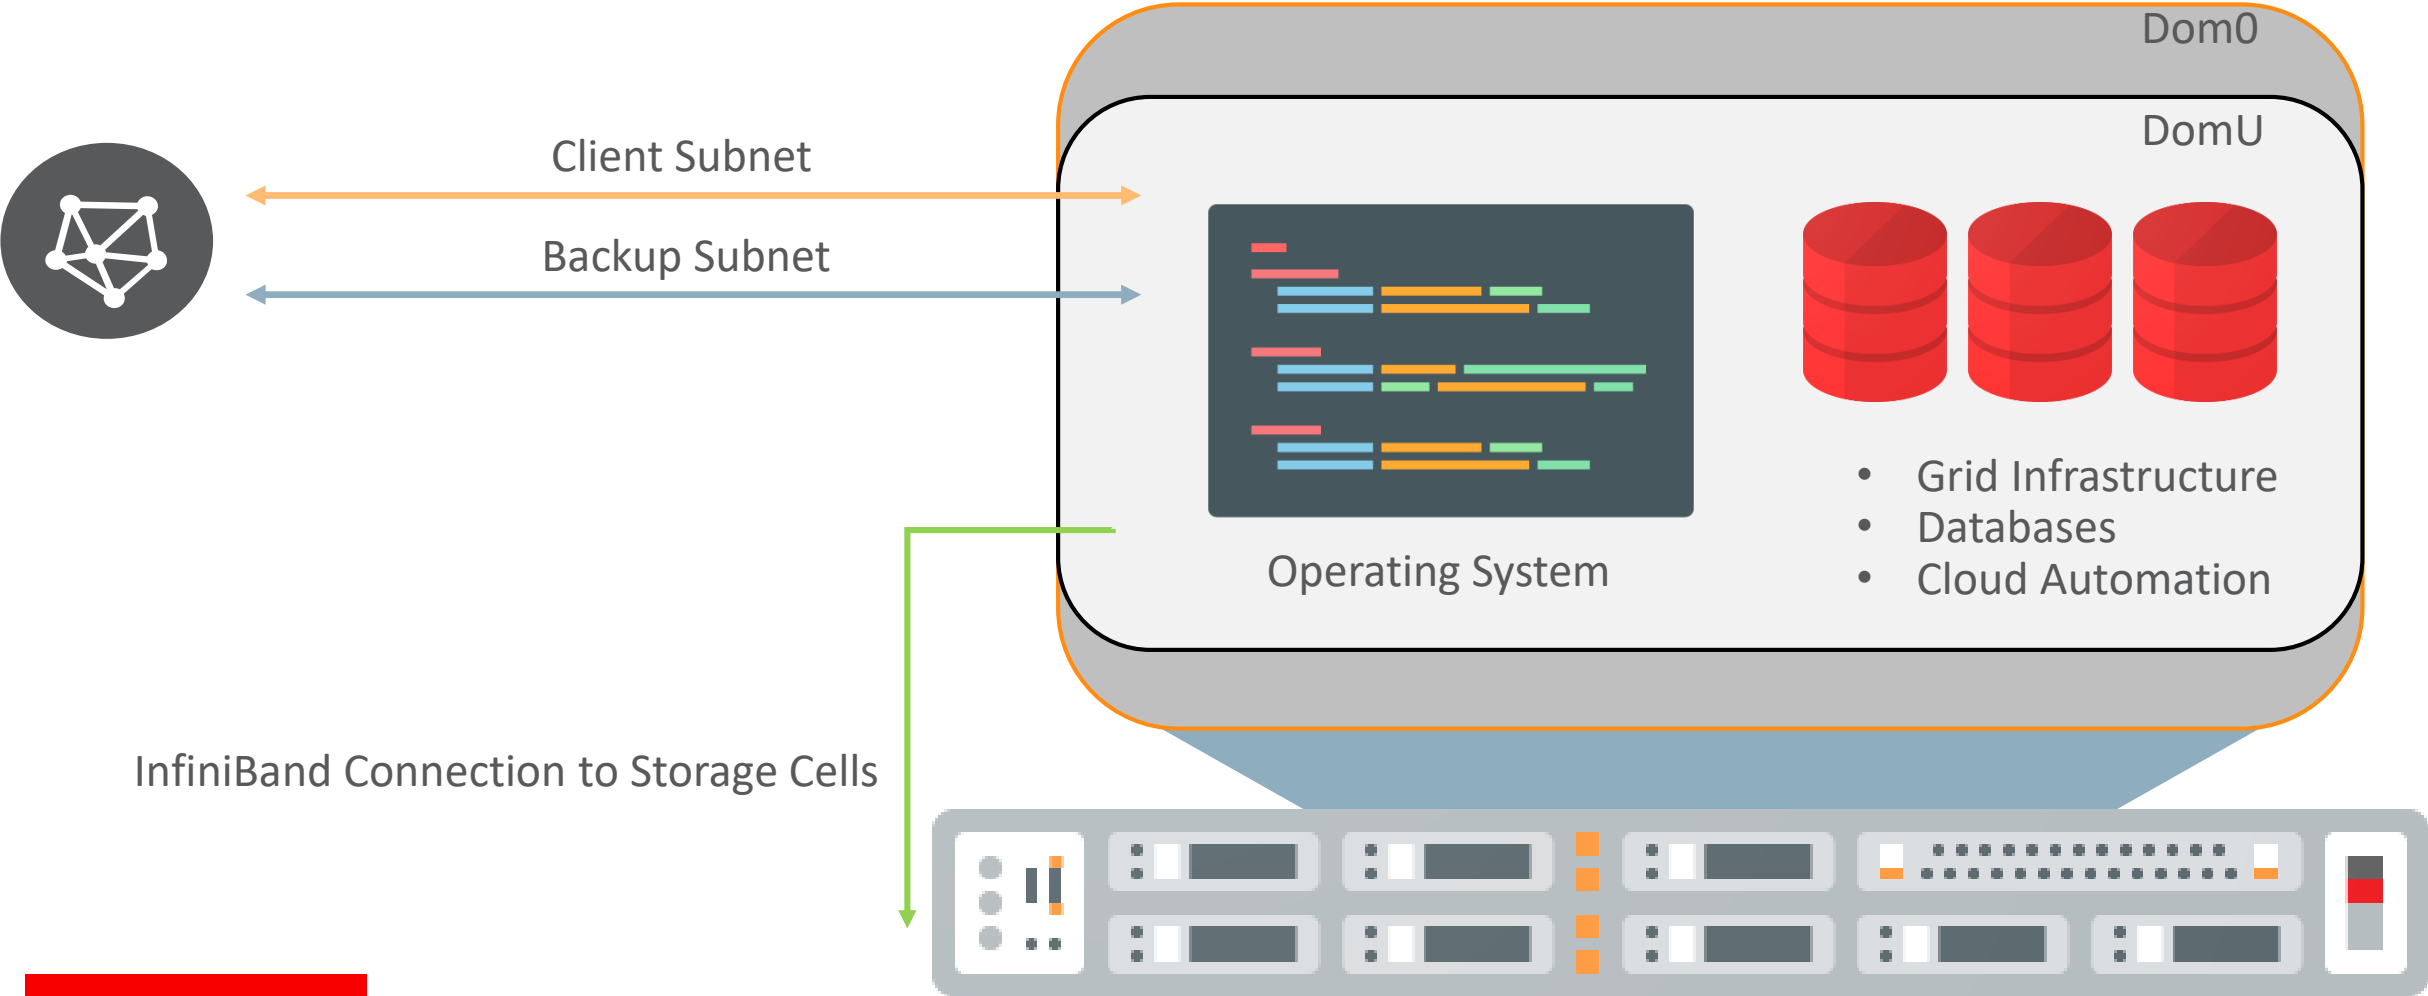 Dom0
DomU
Client Subnet
Backup Subnet
• Grid Infrastructure
• Databases
• Cloud Automation
Operating System
InfiniBand Connection to Storage Cells